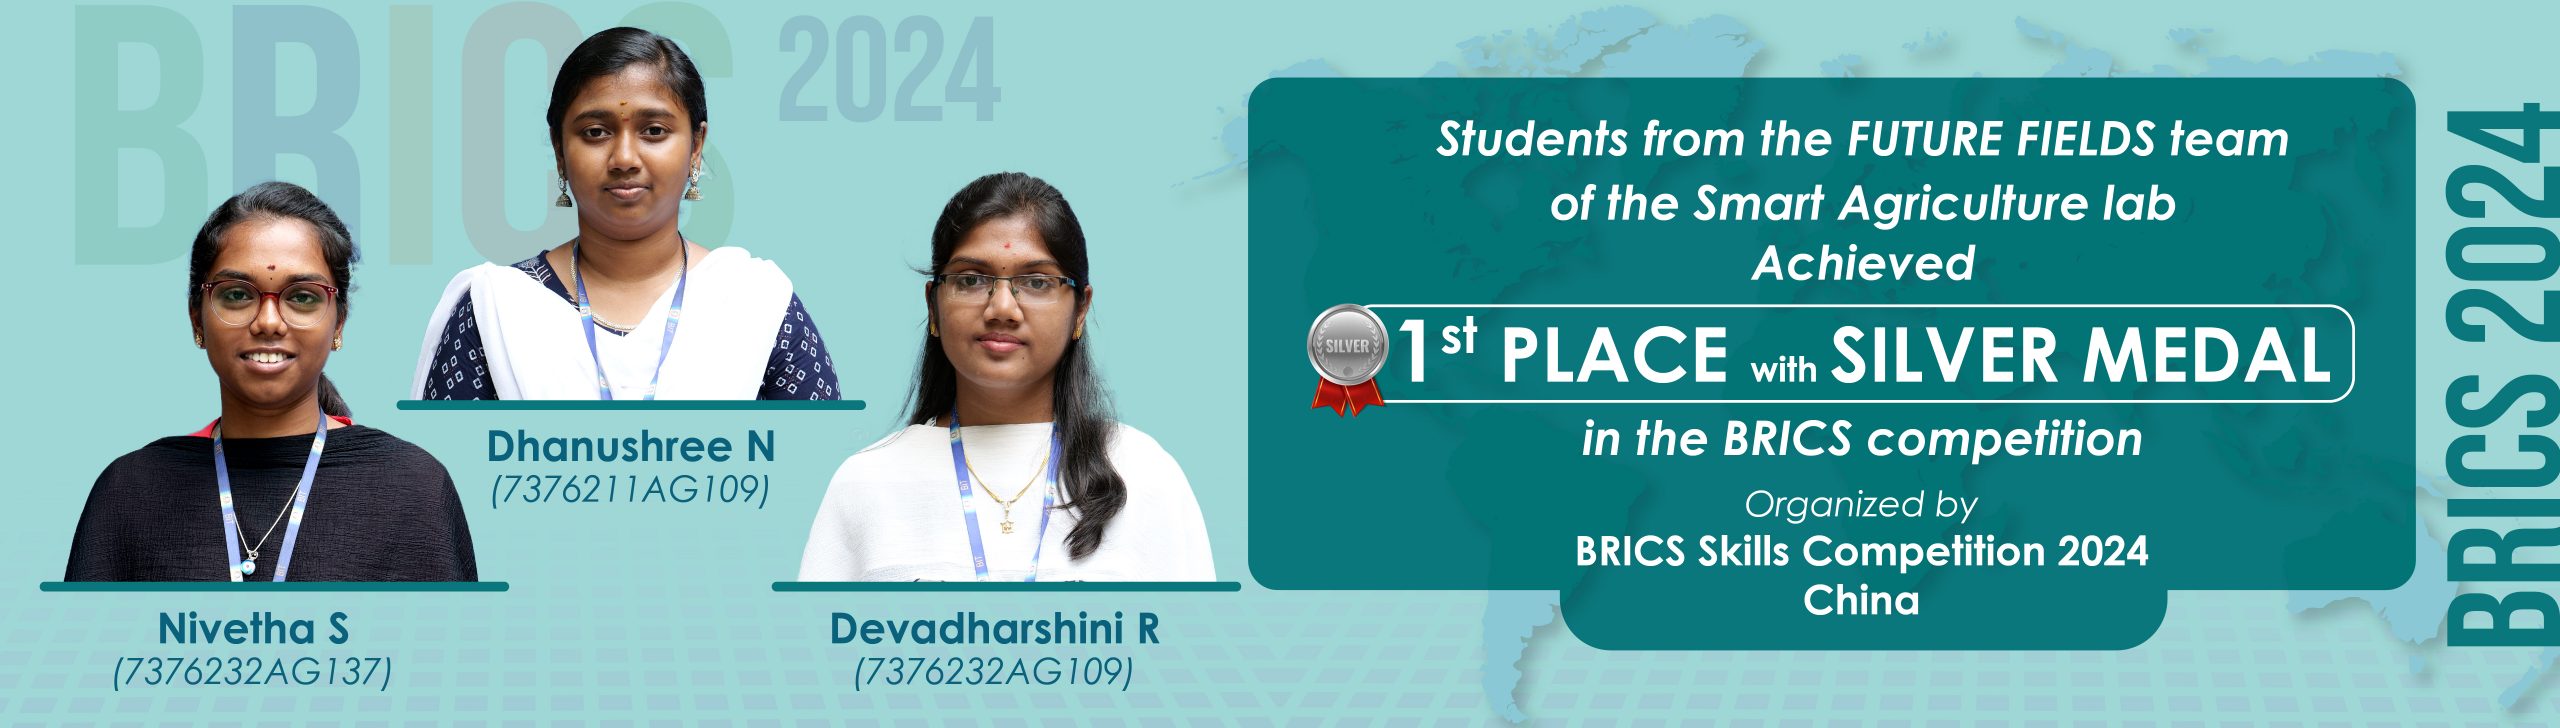 BRICS 2024
Dhanushree N
(7376211AG109)
Nivetha S
(7376232AG137)
Devadharshini R
(7376232AG109)
Students from the FUTURE FIELDS team
of the Smart Agriculture lab
Achieved
SILVER
1st PLACE with SILVER MEDAL
in the BRICS competition
Organized by
BRICS Skills Competition 2024
China
BRICS 2024